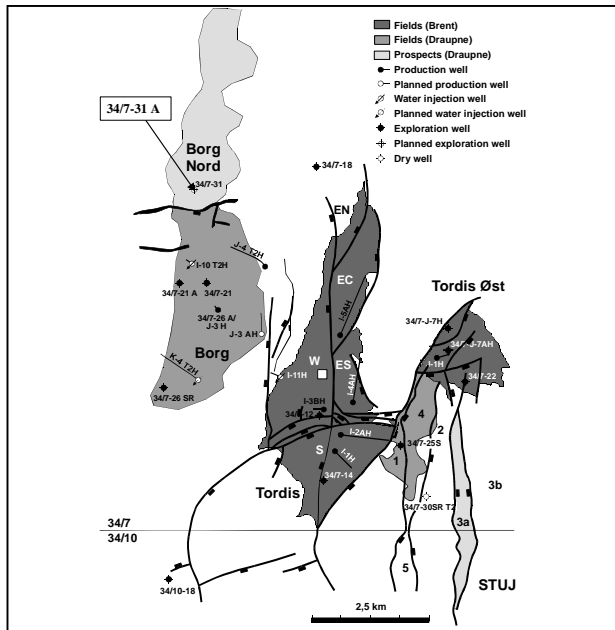 Fields (Brent)
Fields (Draupne)
Prospects (Draupne)
Production well
Planned production well
Water injection well
Planned water injection well
Exploration well
Planned exploration well
Dry well
34/7-31 A
Borg
Nord
34/7-31
34/7-18
EN
J-4 T2H
I-10 T2H
EC
34/7-21 A
34/7-21
Tordis Øst
34/7-26 A/
J-3 H
I-5AH
34/7-J-7H
J-3 AH
34/7-J-7AH
Borg
I-1H
K-4 T2H
W
ES
I-11H
34/7-22
34/7-26 SR
I-4AH
I-3BH
34/7-12
4
2
I-2AH
34/7-25S
S
I-1H
1
Tordis
34/7-14
3b
34/7-30SR T2
34/7
3a
34/10
5
34/10-18
STUJ
2,5 km